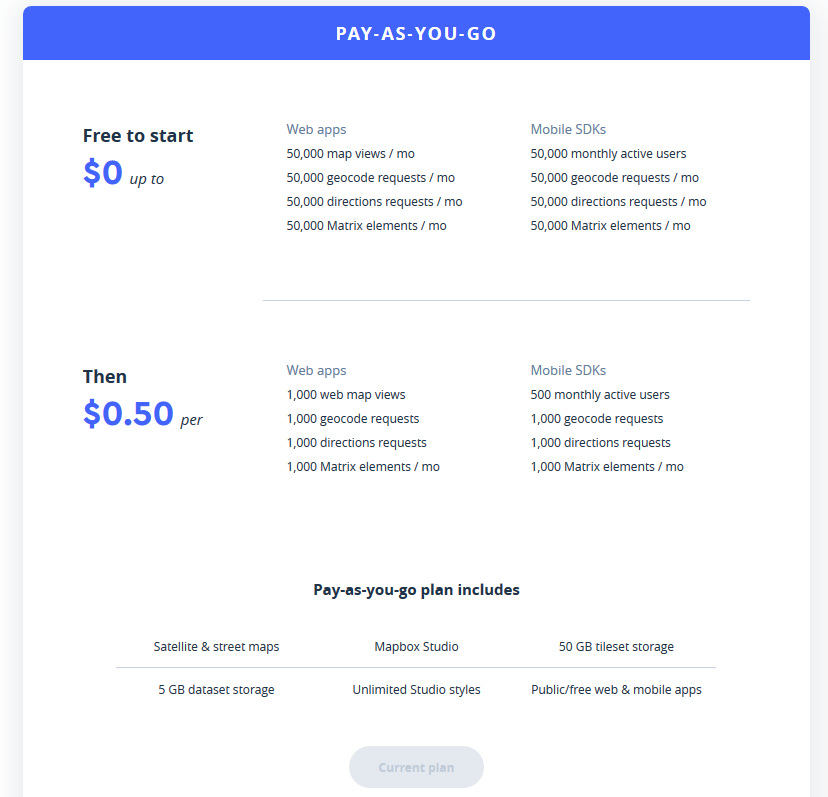 PAY-AS-YOU-GO
Free to start
$0 up to
Web apps
50,000 map views / mo
50,000 geocode requests / mo
50,000 directions requests / mo
50,000 Matrix elements / mo
Mobile SDKs
50,000 monthly active users
50,000 geocode requests / mo
50,000 directions requests / mo
50,000 Matrix elements / mo
Then
$0.50 per
Web apps
1,000 web map views
1,000 geocode requests
1,000 directions requests
1,000 Matrix elements / mo
Mobile SDKs
500 monthly active users
1,000 geocode requests
1,000 directions requests
1,000 Matrix elements / mo
Pay-as-you-go plan includes
Satellite & street maps
Mapbox Studio
50 GB tileset storage
5 GB dataset storage
Unlimited Studio styles
Public/free web & mobile apps
Current plan